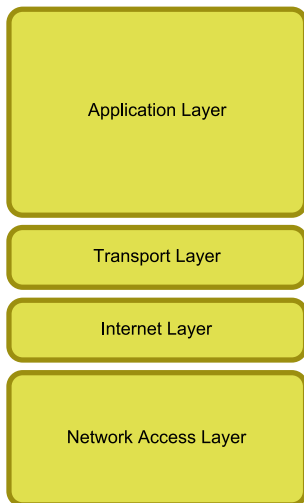 Application Layer
Transport Layer
Internet Layer
Network Access Layer